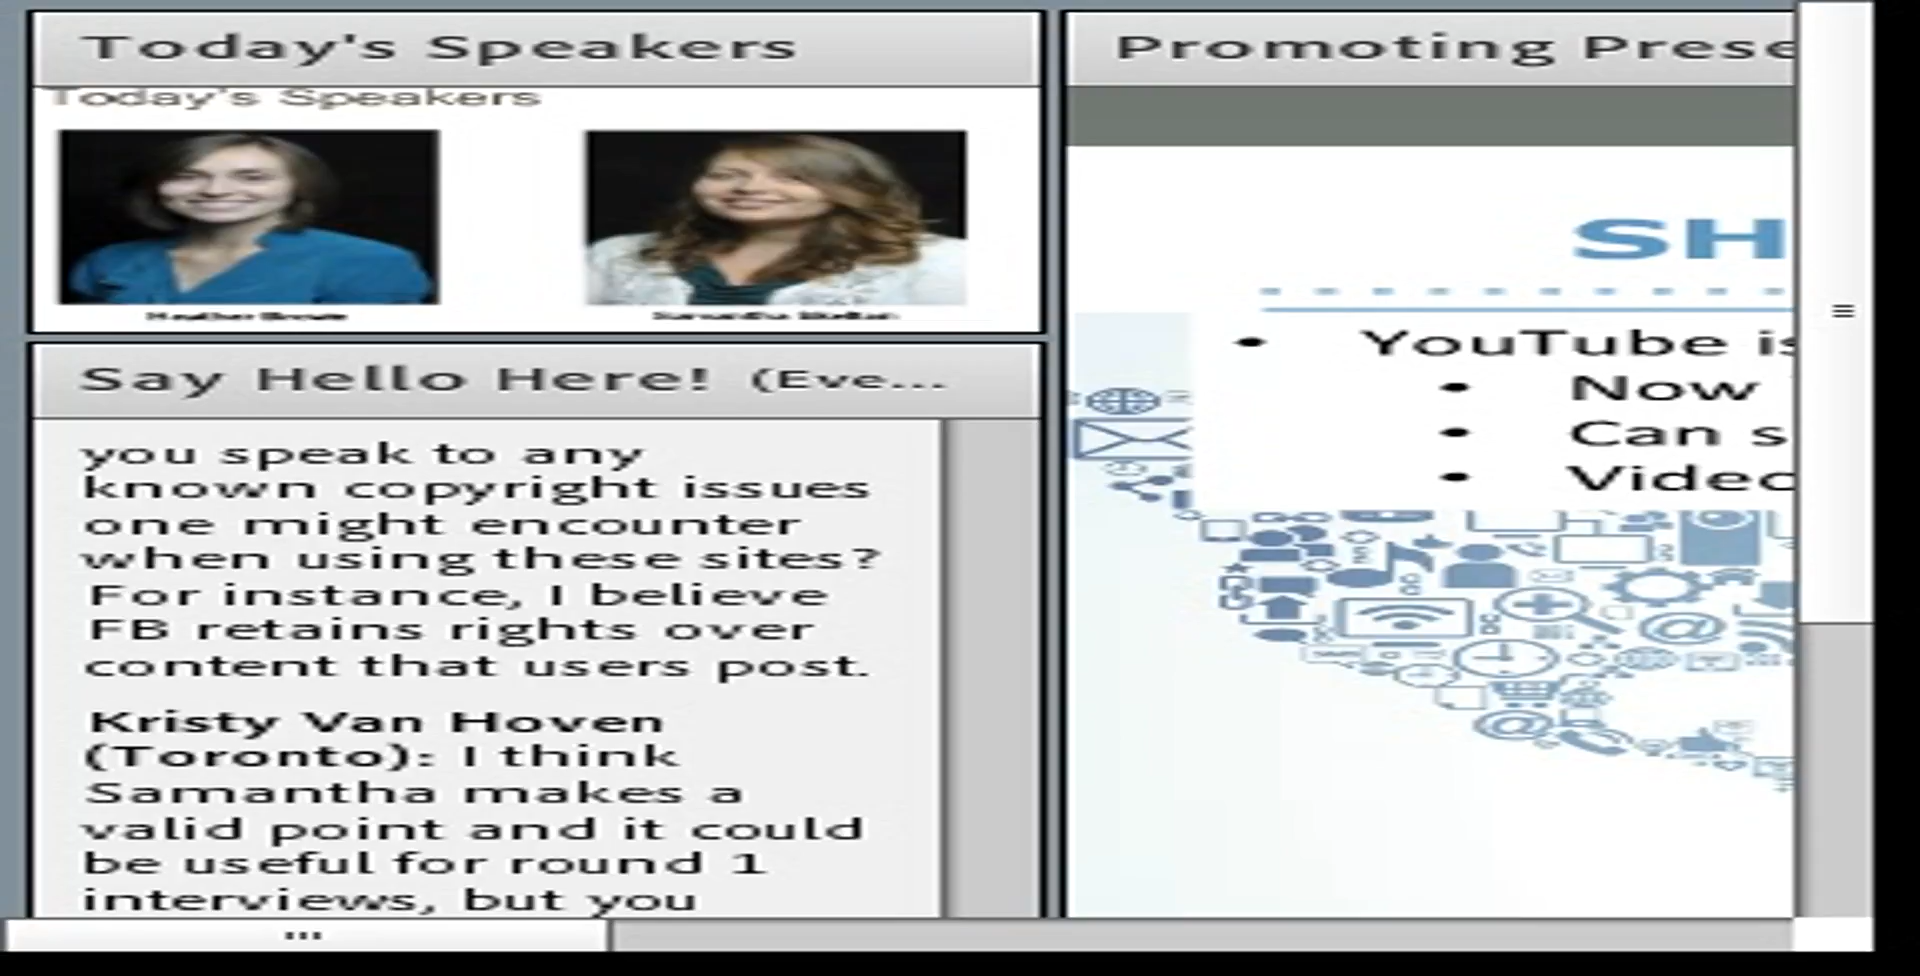 Today's Speakers
Today's Speakers
Say Hello Here! (Eve...
you speak to any
known copyright issues
one might encounter
when using these sites?
For instance, I believe
FB retains rights over
content that users post.
Kristy Van Hoven
(Toronto): I think
Samantha makes a
valid point and it could
be useful for round 1
interviews, but you
Promoting Prese
SH
• YouTube is
• Now
• Can s
• Video